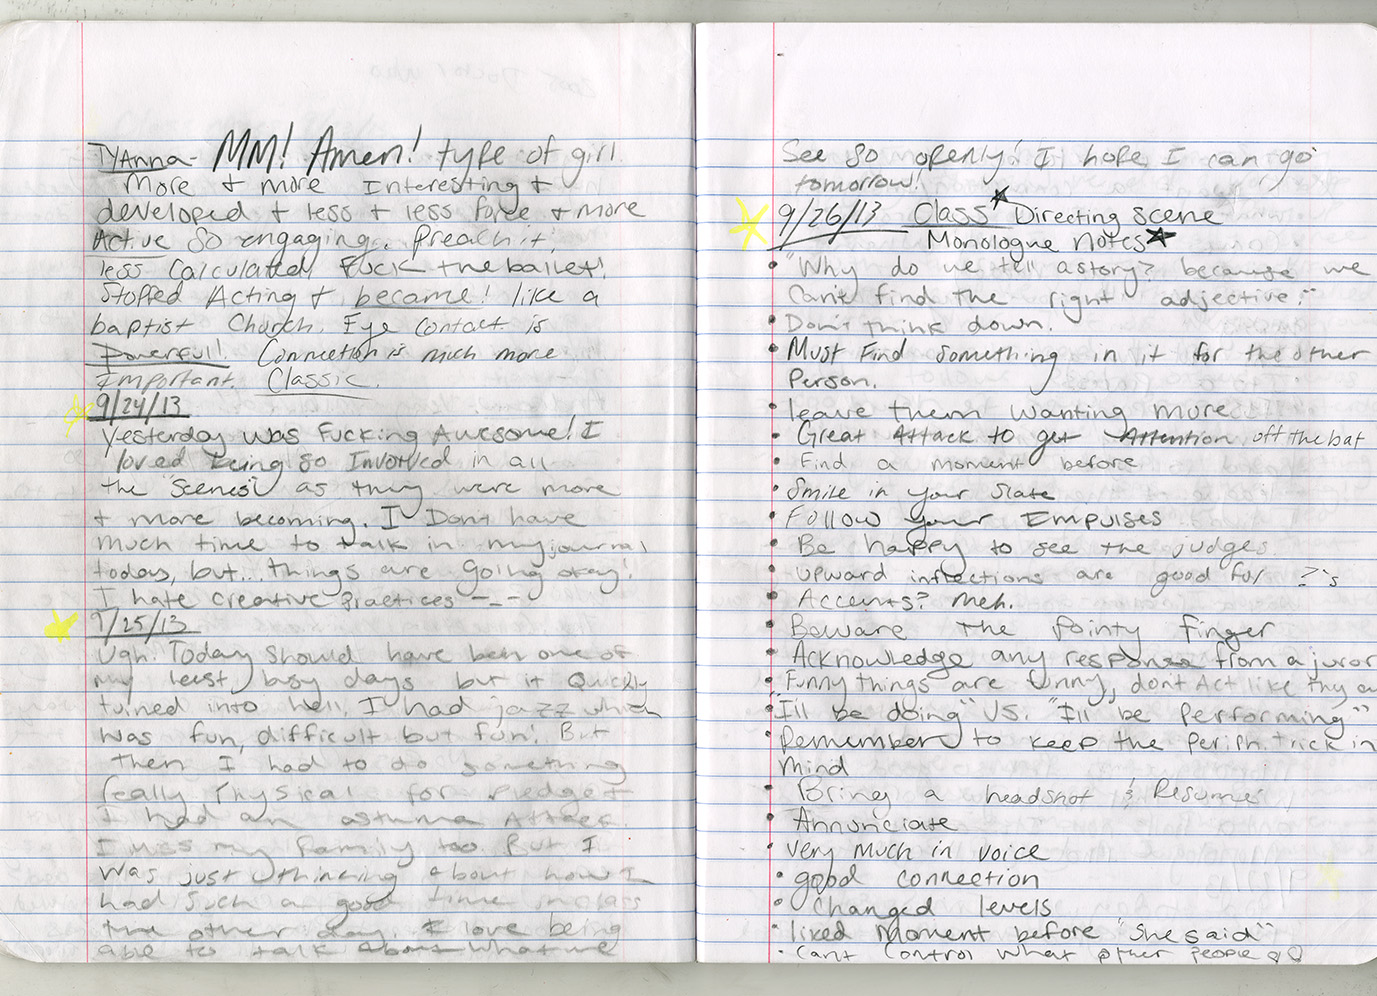 TYAnna- MM! Amen! type of girl
More + more Interesting +
developed + less + less force + more
Active so engaging. Preach it!
less calculated Fuck the ballet!
Stopped Acting + became! like a
baptist Church. Eye contact is
Powerful! Connection is much more
Important. Classic.
9/24/13
Yesterday was Fucking Awesome! I
loved being so Involved in all
the "scenes" as they were more
+ more becoming. I Don't have
much time to talk in my journal
today, but... things are going okay!
I hate creative practices -_-
9/25/13
Ugh. Today should have been one of
my least busy days but it Quickly
turned into hell. I had jazz which
was fun, difficult but fun! But
then I had to do something
really Physical for Pledge +
I had an astuma Attack.
I miss my family too. But I
was just thinking about how I
had such a good time in class
the other day. I love being
able to talk about what we
See so openly! I hope I can go
tomorrow!
9/26/13 Class Directing scene
Monologue Notes
"Why do we tell a story? because we
Can't find the right adjective."
Don't think down.
Must Find Something in it for the other
Person.
leave them wanting more
Great Attack to get Attention off the bat
Find a moment before
Smile in your Slate
Follow your Empulses
Be happy to see the judges.
upward inflections are good for ?'s
Accents? Meh.
Beware the Pointy Finger
Acknowledge any response from a juror
Funny things are funny, don't Act like they are
"I'll be doing" vs. "I'll be Performing"
Remember to keep the Periph. trick in
mind
Bring a headshot & Resume
Annunciate
very much in voice
good connection
Changed levels
liked moment before "She said"
Can't control what other people do